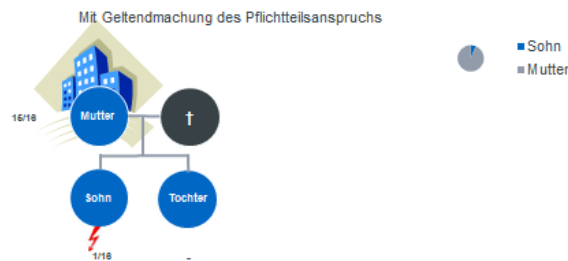 Mit Geltendmachung des Pflichtteilsanspruchs
Sohn
Mutter
15/16
Mutter
†
Sohn
Tochter
1/16
-